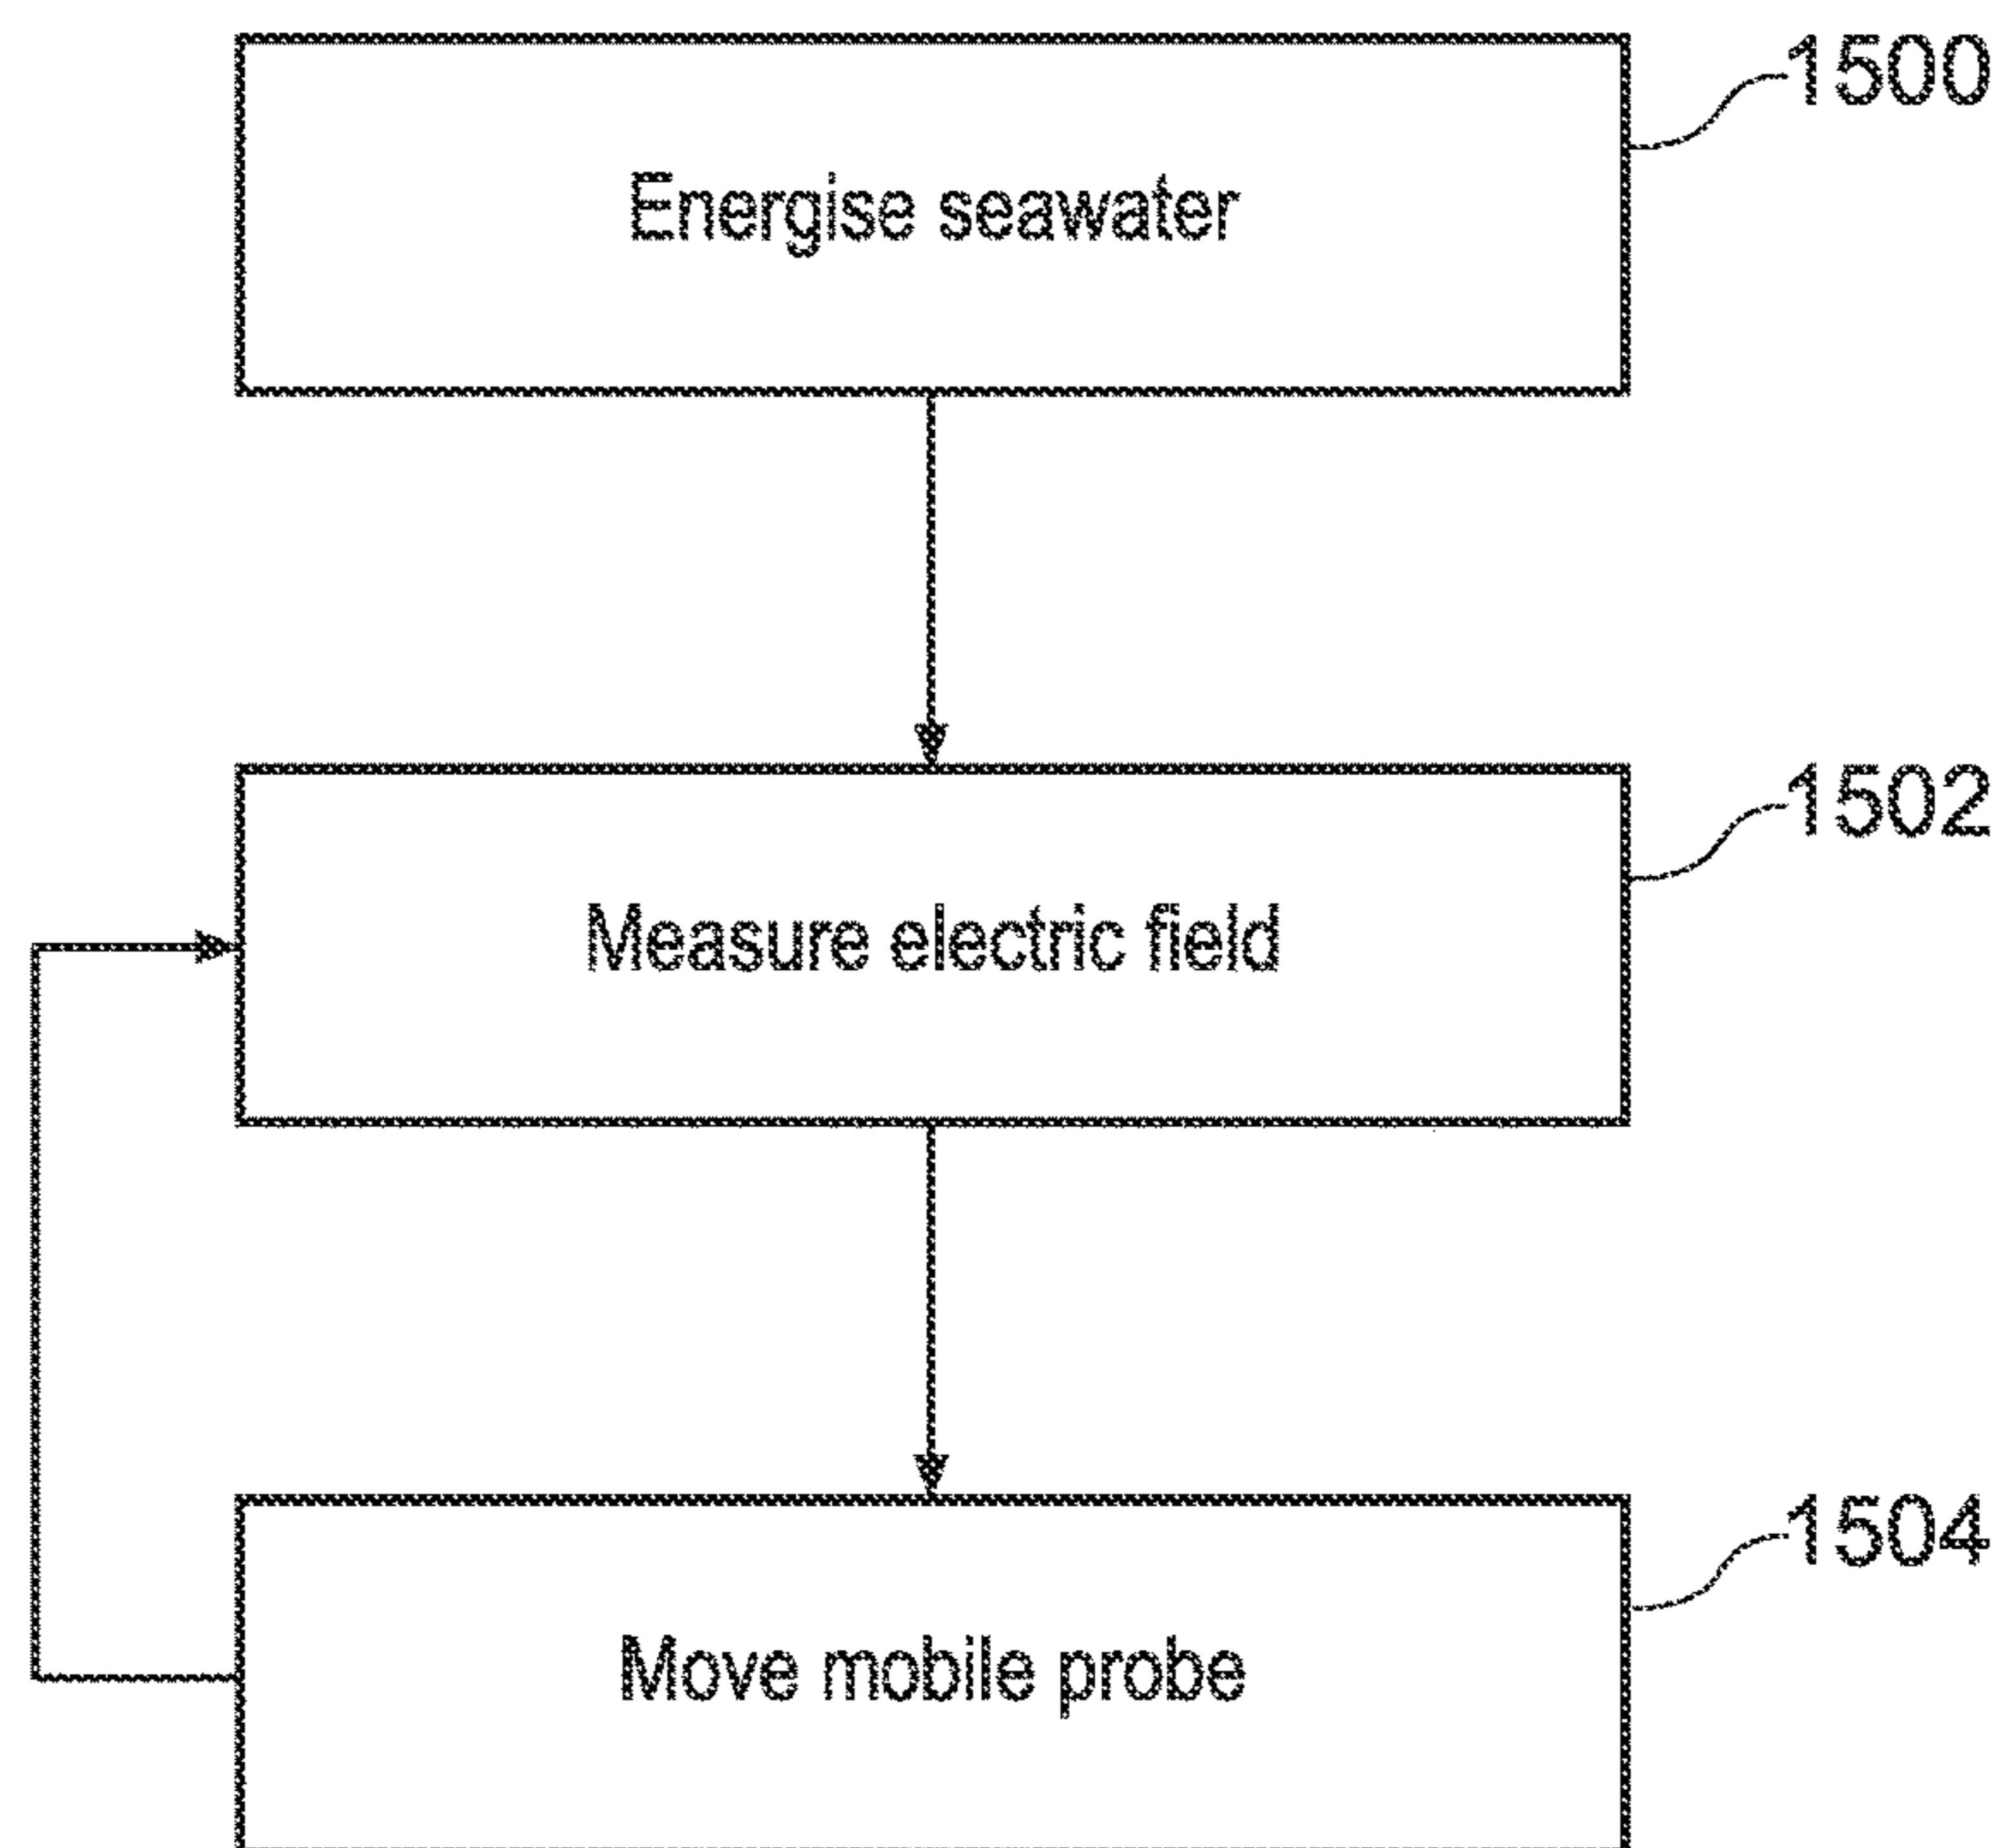 1500
Energise seawater
1502
Measure electric field
1504
Move mobile probe